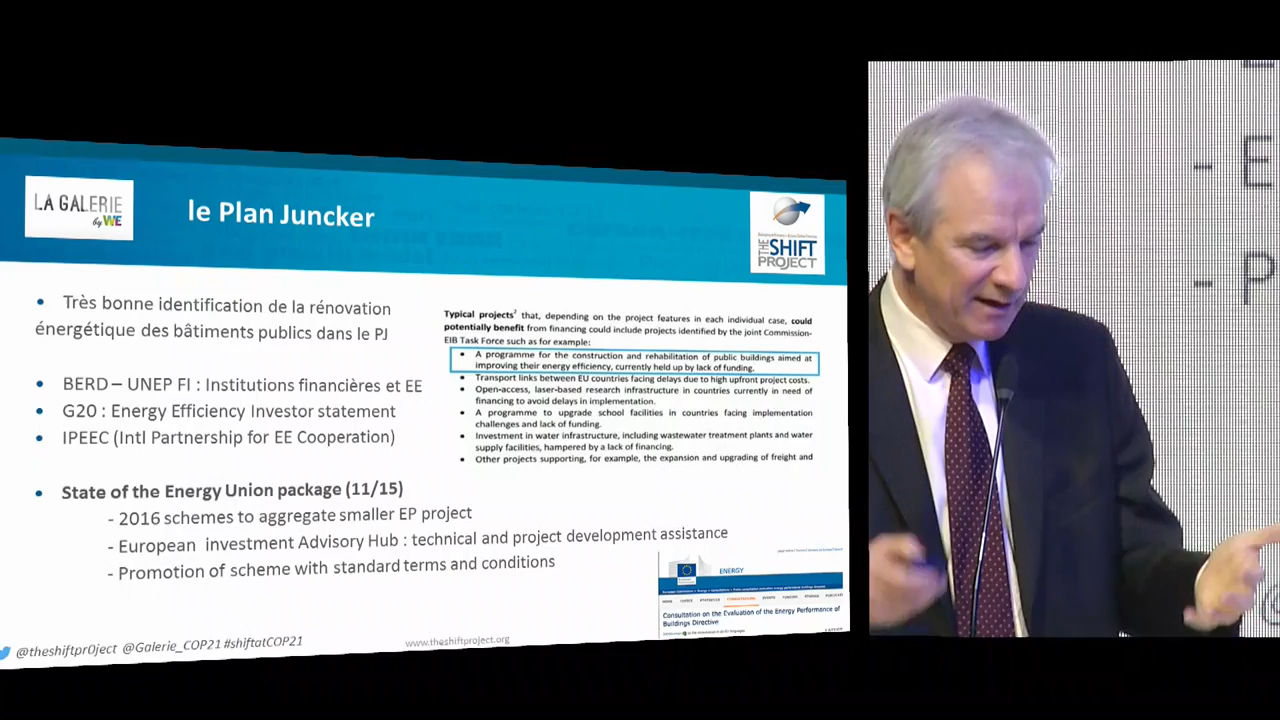 LA GALERIE
by WE
le Plan Juncker
THE SHIFT
PROJECT
• Très bonne identification de la rénovation
énergétique des bâtiments publics dans le PJ
• BERD – UNEP FI : Institutions financières et EE
• G20 : Energy Efficiency Investor statement
• IPEEC (Intl Partnership for EE Cooperation)
Typical projects² that, depending on the project features in each individual case, could
potentially benefit from financing could include projects identified by the joint Commission-
EIB Task Force such as for example:
• A programme for the construction and rehabilitation of public buildings aimed at
improving their energy efficiency, currently held up by lack of funding.
• Transport links between EU countries facing delays due to high upfront project costs.
• Open-access, laser-based research infrastructure in countries currently in need of
financing to avoid delays in implementation.
• A programme to upgrade school facilities in countries facing implementation
challenges and lack of funding.
• Investment in water infrastructure, including wastewater treatment plants and water
supply facilities, hampered by a lack of financing.
• Other projects supporting, for example, the expansion and upgrading of freight and
• State of the Energy Union package (11/15)
- 2016 schemes to aggregate smaller EP project
- European investment Advisory Hub : technical and project development assistance
- Promotion of scheme with standard terms and conditions
ENERGY
Consultation on the Evaluation of the Energy Performance of
Buildings Directive
@theshiftpr0ject @Galerie_COP21 #shiftatCOP21
www.theshiftproject.org
- E
- P